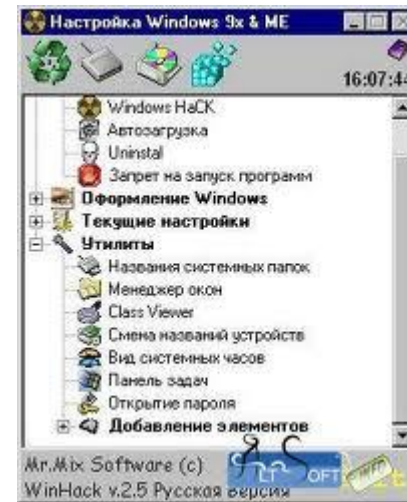 Настройка Windows 9x & ME
16:07:44
Windows HaCK
Автозагрузка
Uninstal
Запрет на запуск программ
Оформление Windows
Текущие настройки
Утилиты
Названия системных папок
Менеджер окон
Class Viewer
Смена названий устройств
Вид системных часов
Панель задач
Открытие пароля
Добавление элементов
Mr.Mix Software (c)
WinHack v.2.5 Русская версия